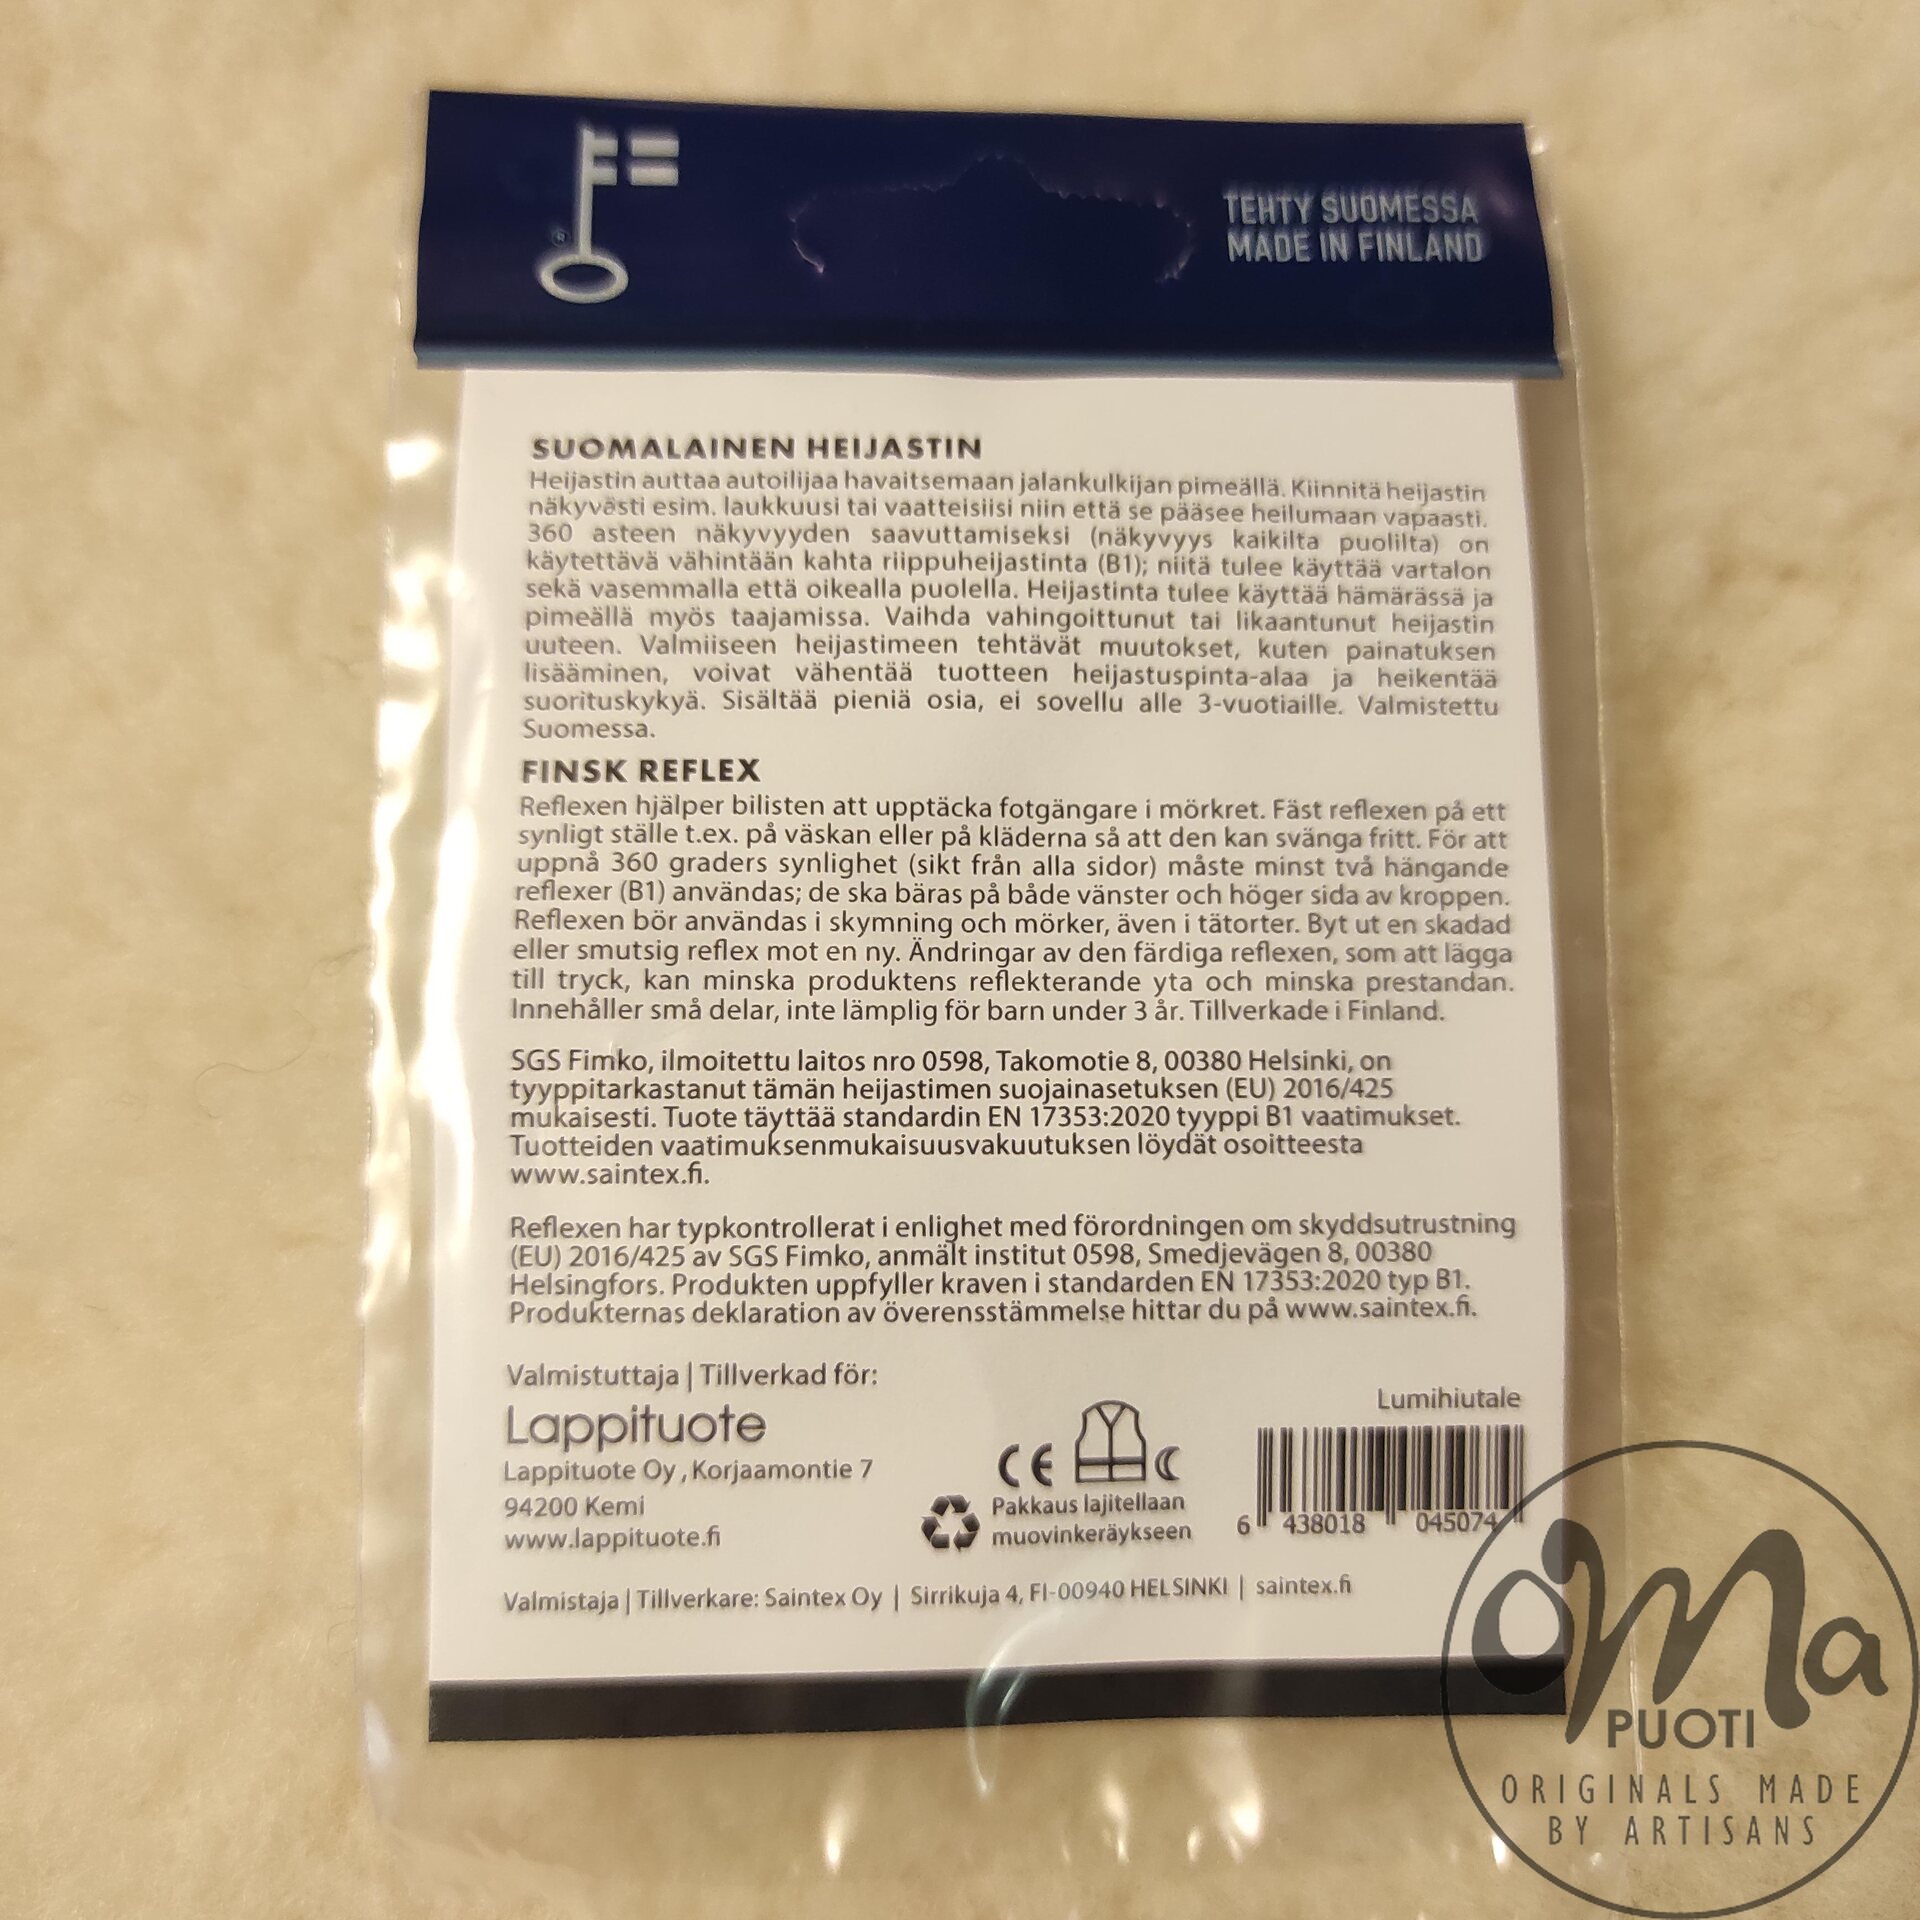 TEHTY SUOMESSA
MADE IN FINLAND
SUOMALAINEN HEIJASTIN
Heijastin auttaa autoilijaa havaitsemaan jalankulkijan pimeällä. Kiinnitä heijastin
näkyvästi esim. laukkuusi tai vaatteisiisi niin että se pääsee heilumaan vapaasti.
360 asteen näkyvyyden saavuttamiseksi (näkyvyys kaikilta puolilta) on
käytettävä vähintään kahta riippuheijastinta (B1); niitä tulee käyttää vartalon
sekä vasemmalla että oikealla puolella. Heijastinta tulee käyttää hämärässä ja
pimeällä myös taajamissa. Vaihda vahingoittunut tai likaantunut heijastin
uuteen. Valmiiseen heijastimeen tehtävät muutokset, kuten painatuksen
lisääminen, voivat vähentää tuotteen heijastuspinta-alaa ja heikentää
suorituskykyä. Sisältää pieniä osia, ei sovellu alle 3-vuotiaille. Valmistettu
Suomessa.
FINSK REFLEX
Reflexen hjälper bilisten att upptäcka fotgängare i mörkret. Fäst reflexen på ett
synligt ställe t.ex. på väskan eller på kläderna så att den kan svänga fritt. För att
uppnå 360 graders synlighet (sikt från alla sidor) måste minst två hängande
reflexer (B1) användas; de ska bäras på både vänster och höger sida av kroppen.
Reflexen bör användas i skymning och mörker, även i tätorter. Byt ut en skadad
eller smutsig reflex mot en ny. Ändringar av den färdiga reflexen, som att lägga
till tryck, kan minska produktens reflekterande yta och minska prestandan.
Innehåller små delar, inte lämplig för barn under 3 år. Tillverkade i Finland.
SGS Fimko, ilmoitettu laitos nro 0598, Takomotie 8, 00380 Helsinki, on
tyyppitarkastanut tämän heijastimen suojainasetuksen (EU) 2016/425
mukaisesti. Tuote täyttää standardin EN 17353:2020 tyyppi B1 vaatimukset.
Tuotteiden vaatimuksenmukaisuusvakuutuksen löydät osoitteesta
www.saintex.fi.
Reflexen har typkontrollerat i enlighet med förordningen om skyddsutrustning
(EU) 2016/425 av SGS Fimko, anmält institut 0598, Smedjevägen 8, 00380
Helsingfors. Produkten uppfyller kraven i standarden EN 17353:2020 typ B1.
Produkternas deklaration av överensstämmelse hittar du på www.saintex.fi.
Valmistuttaja | Tillverkad för:
Lappituote
Lappituote Oy , Korjaamontie 7
94200 Kemi
www.lappituote.fi
CE
Pakkaus lajitellaan
muovinkeräykseen
Lumihiutale
6 438018 045074
Valmistaja | Tillverkare: Saintex Oy | Sirrikuja 4, FI-00940 HELSINKI | saintex.fi
oma
PUOTI
ORIGINALS MADE
BY ARTISANS